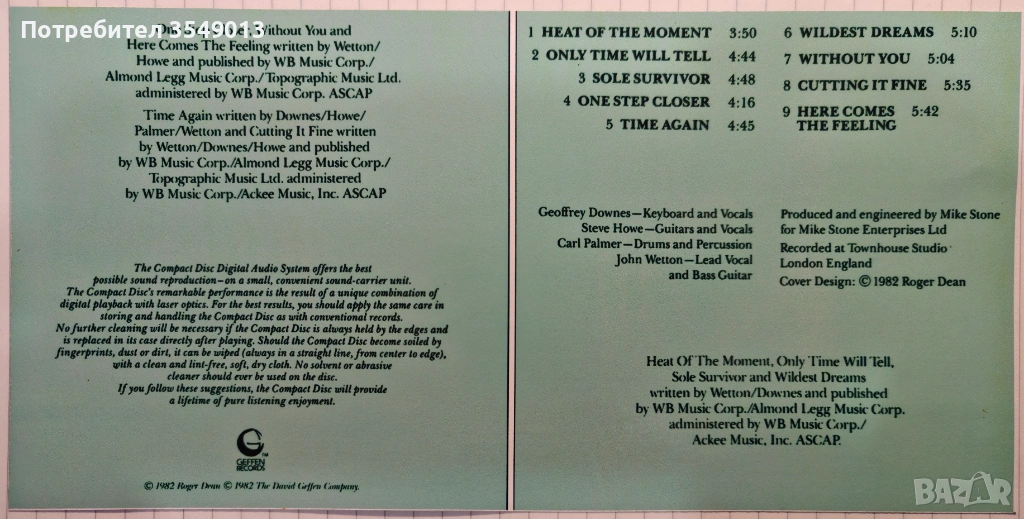 Потребител 3549013
One Step Closer, Without You and
Here Comes The Feeling written by Wetton/
Howe and published by WB Music Corp./
Almond Legg Music Corp./Topographic Music Ltd.
administered by WB Music Corp. ASCAP
Time Again written by Downes/Howe/
Palmer/Wetton and Cutting It Fine written
by Wetton/Downes/Howe and published
by WB Music Corp./Almond Legg Music Corp./
Topographic Music Ltd. administered
by WB Music Corp./Ackee Music, Inc. ASCAP
The Compact Disc Digital Audio System offers the best
possible sound reproduction—on a small, convenient sound-carrier unit.
The Compact Disc's remarkable performance is the result of a unique combination of
digital playback with laser optics. For the best results, you should apply the same care in
storing and handling the Compact Disc as with conventional records.
No further cleaning will be necessary if the Compact Disc is always held by the edges and
is replaced in its case directly after playing. Should the Compact Disc become soiled by
fingerprints, dust or dirt, it can be wiped (always in a straight line, from center to edge),
with a clean and lint-free, soft, dry cloth. No solvent or abrasive
cleaner should ever be used on the disc.
If you follow these suggestions, the Compact Disc will provide
a lifetime of pure listening enjoyment.
GEFFEN
RECORDS
TM
© 1982 Roger Dean © 1982 The David Geffen Company.
1 HEAT OF THE MOMENT 3:50
2 ONLY TIME WILL TELL 4:44
3 SOLE SURVIVOR 4:48
4 ONE STEP CLOSER 4:16
5 TIME AGAIN 4:45
6 WILDEST DREAMS 5:10
7 WITHOUT YOU 5:04
8 CUTTING IT FINE 5:35
9 HERE COMES 5:42
THE FEELING
Geoffrey Downes—Keyboard and Vocals
Steve Howe—Guitars and Vocals
Carl Palmer—Drums and Percussion
John Wetton—Lead Vocal
and Bass Guitar
Produced and engineered by Mike Stone
for Mike Stone Enterprises Ltd
Recorded at Townhouse Studio
London England
Cover Design: © 1982 Roger Dean
Heat Of The Moment, Only Time Will Tell,
Sole Survivor and Wildest Dreams
written by Wetton/Downes and published
by WB Music Corp./Almond Legg Music Corp.
administered by WB Music Corp./
Ackee Music, Inc. ASCAP.
BAZAR